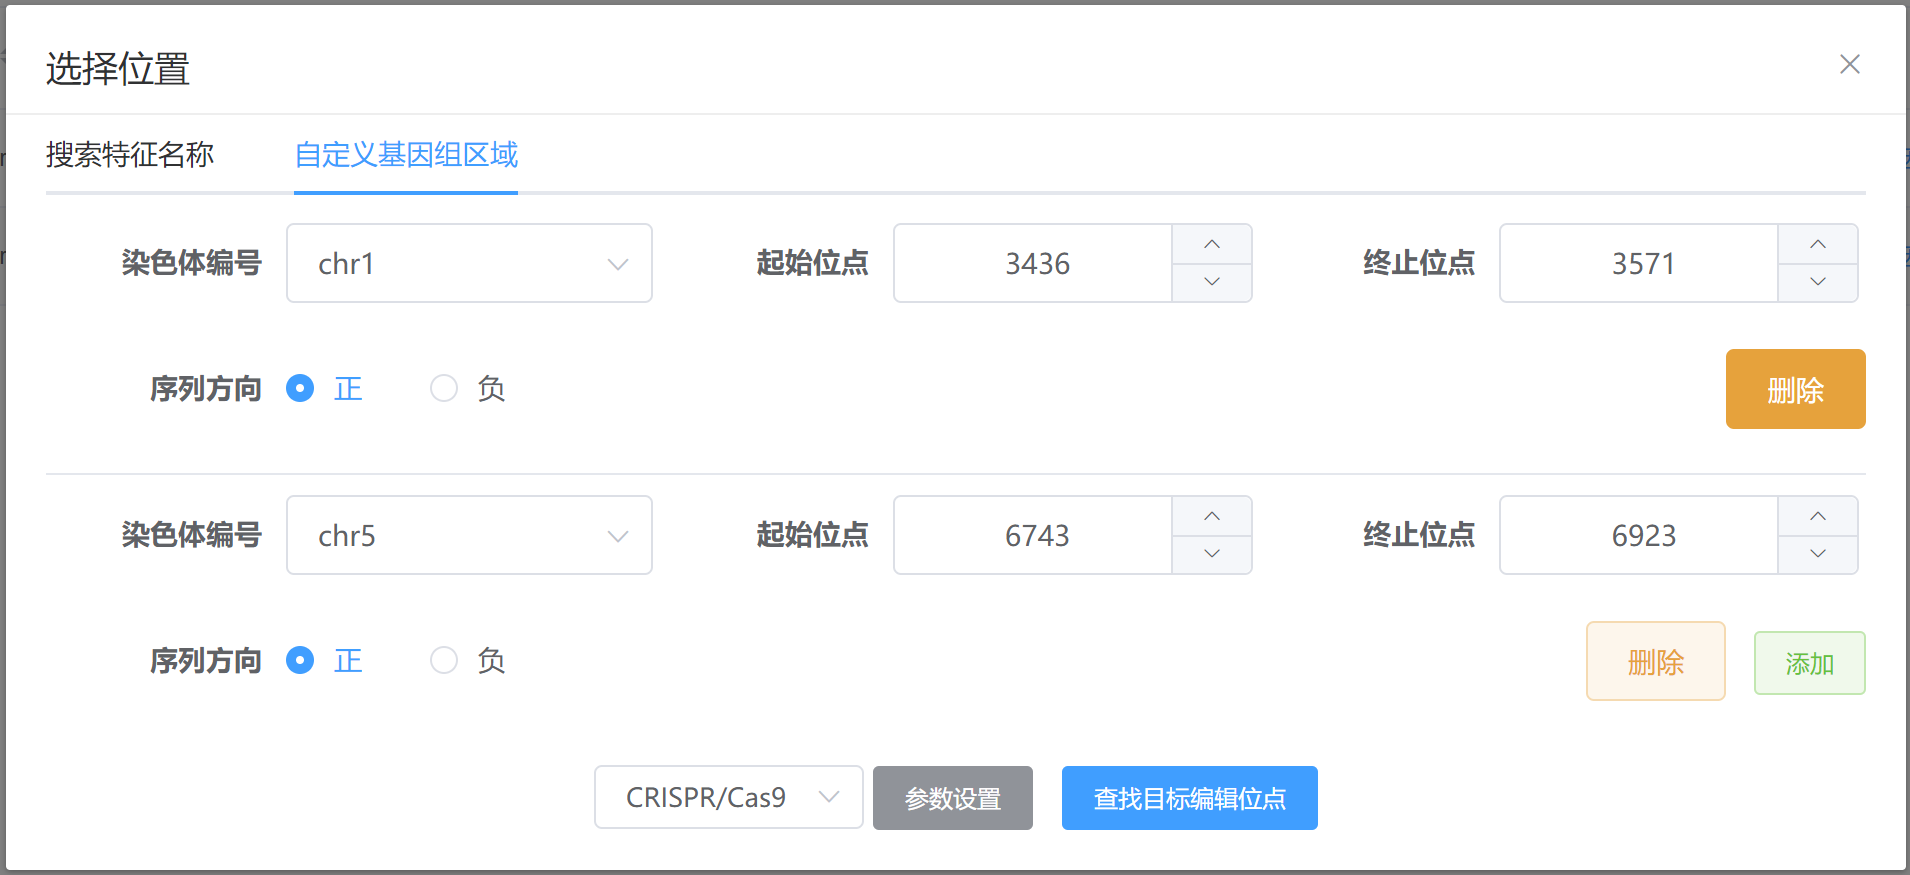 选择位置
搜索特征名称 自定义基因组区域
染色体编号 chr1 起始位点 3436 终止位点 3571
序列方向 正 负 删除
染色体编号 chr5 起始位点 6743 终止位点 6923
序列方向 正 负 删除 添加
CRISPR/Cas9 参数设置 查找目标编辑位点